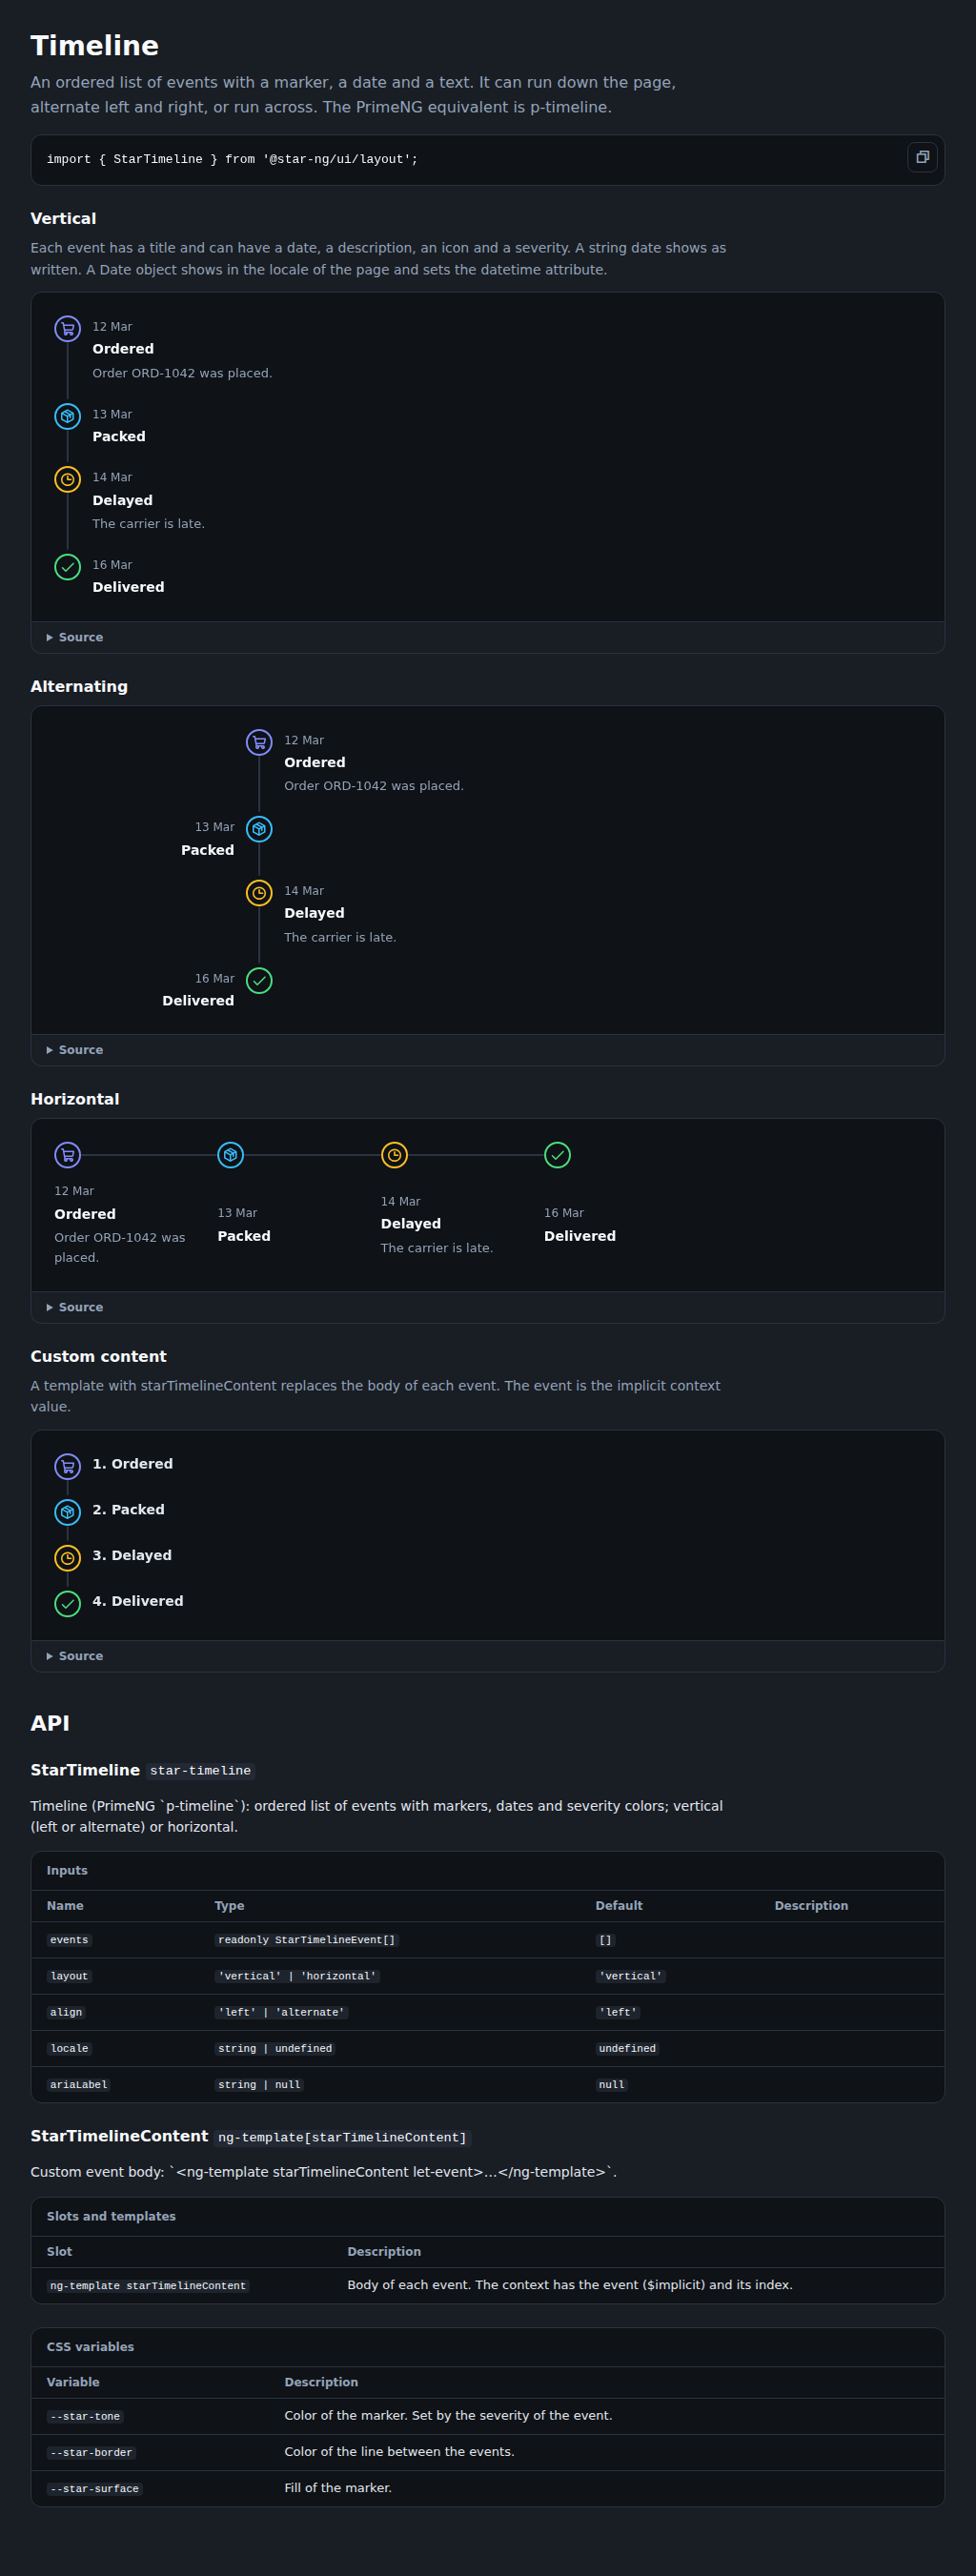 Timeline
An ordered list of events with a marker, a date and a text. It can run down the page,
alternate left and right, or run across. The PrimeNG equivalent is p-timeline.
import { StarTimeline } from '@star-ng/ui/layout';
Vertical
Each event has a title and can have a date, a description, an icon and a severity. A string date shows as
written. A Date object shows in the locale of the page and sets the datetime attribute.
12 Mar
Ordered
Order ORD-1042 was placed.
13 Mar
Packed
14 Mar
Delayed
The carrier is late.
16 Mar
Delivered
Source
Alternating
12 Mar
Ordered
Order ORD-1042 was placed.
13 Mar
Packed
14 Mar
Delayed
The carrier is late.
16 Mar
Delivered
Source
Horizontal
12 Mar
Ordered
Order ORD-1042 was
placed.
13 Mar
Packed
14 Mar
Delayed
The carrier is late.
16 Mar
Delivered
Source
Custom content
A template with starTimelineContent replaces the body of each event. The event is the implicit context
value.
1. Ordered
2. Packed
3. Delayed
4. Delivered
Source
API
StarTimeline star-timeline
Timeline (PrimeNG `p-timeline`): ordered list of events with markers, dates and severity colors; vertical
(left or alternate) or horizontal.
Inputs
Name Type Default Description
events readonly StarTimelineEvent[] []
layout 'vertical' | 'horizontal' 'vertical'
align 'left' | 'alternate' 'left'
locale string | undefined undefined
ariaLabel string | null null
StarTimelineContent ng-template[starTimelineContent]
Custom event body: `<ng-template starTimelineContent let-event>…</ng-template>`.
Slots and templates
Slot Description
ng-template starTimelineContent Body of each event. The context has the event ($implicit) and its index.
CSS variables
Variable Description
--star-tone Color of the marker. Set by the severity of the event.
--star-border Color of the line between the events.
--star-surface Fill of the marker.